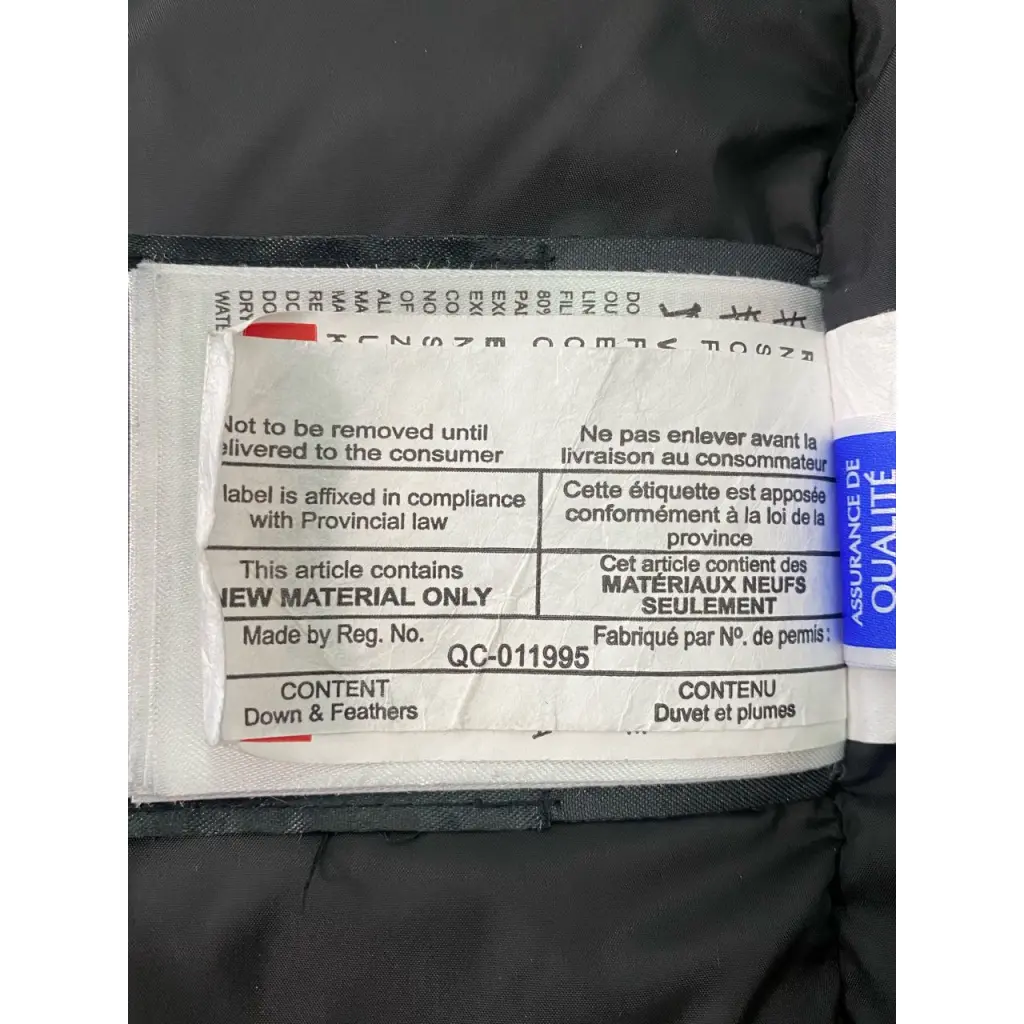 Not to be removed until
delivered to the consumer
Ne pas enlever avant la
livraison au consommateur
label is affixed in compliance
with Provincial law
Cette étiquette est apposée
conformément à la loi de la
province
This article contains
NEW MATERIAL ONLY
Cet article contient des
MATÉRIAUX NEUFS
SEULEMENT
Made by Reg. No.
Fabriqué par Nº. de permis:
QC-011995
CONTENT
Down & Feathers
CONTENU
Duvet et plumes
ASSURANCE DE
QUALITÉ